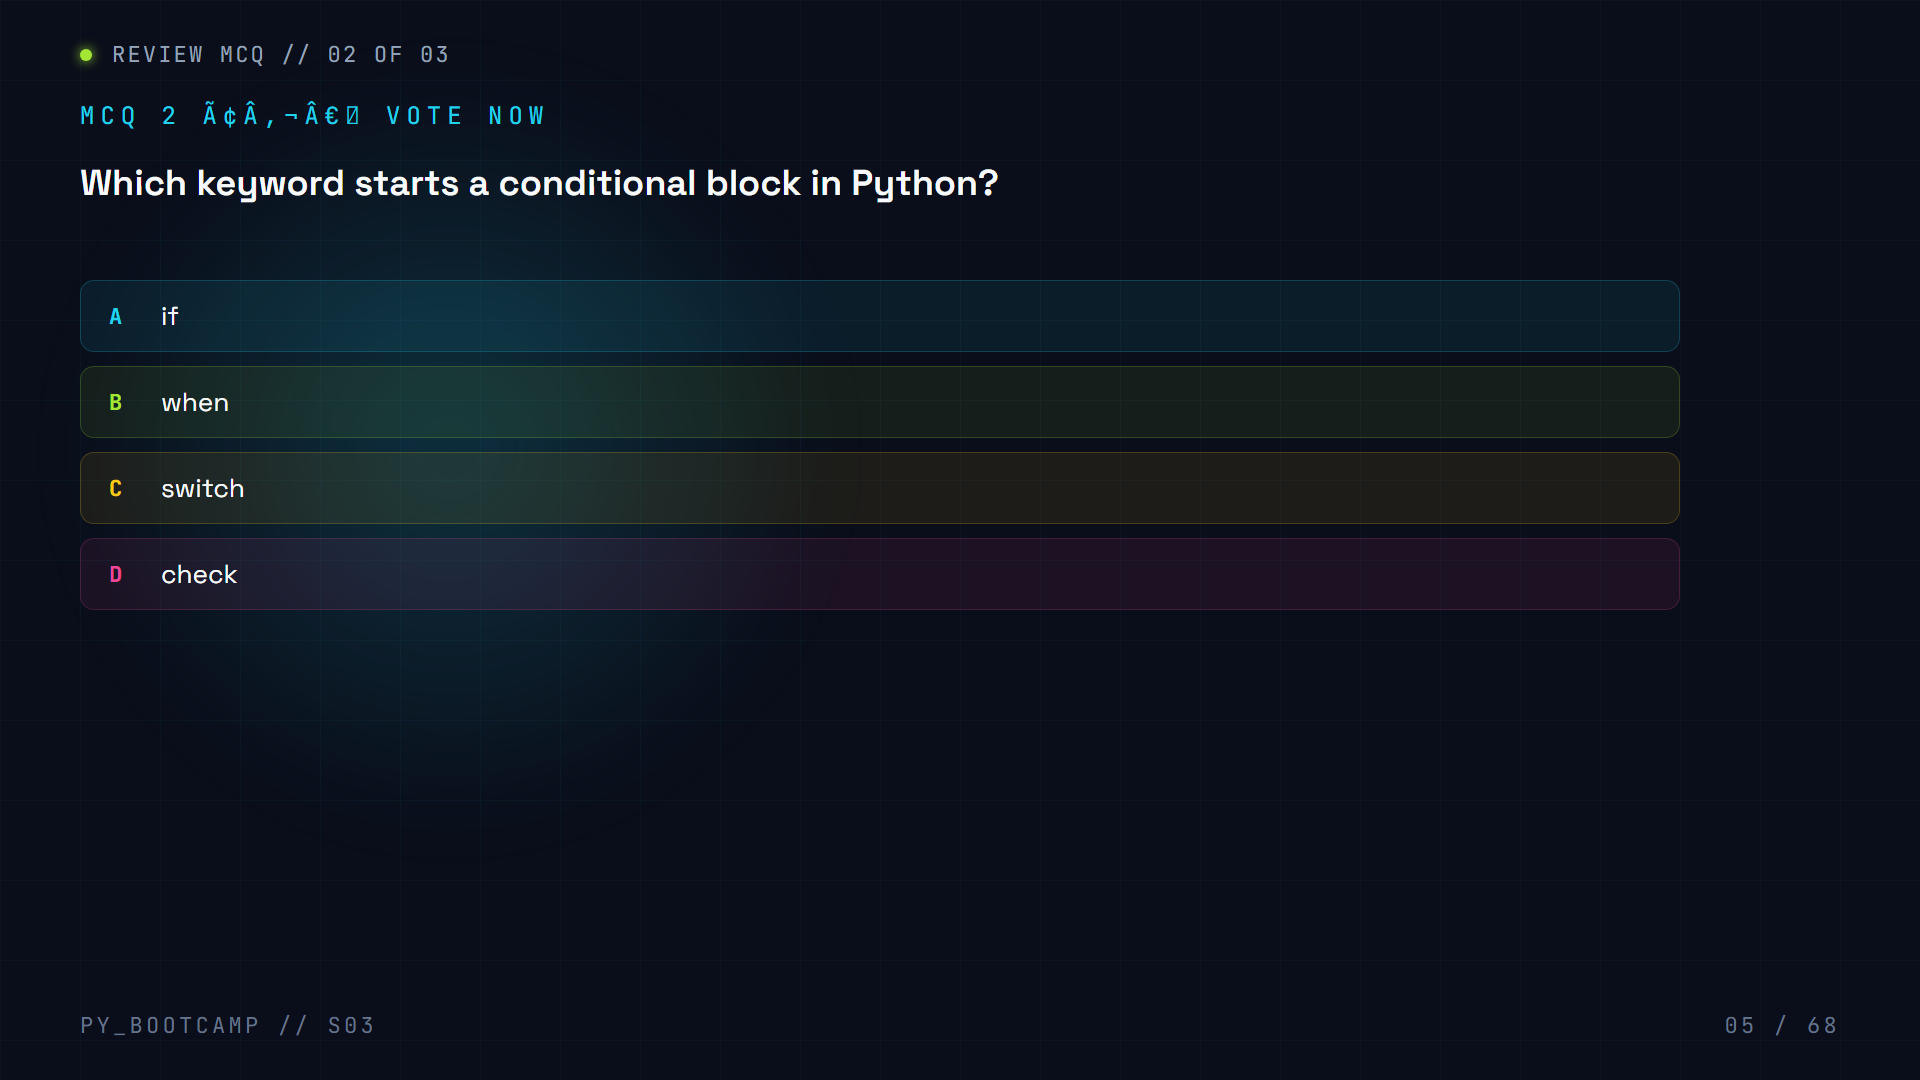 REVIEW MCQ // 02 OF 03
MCQ 2 Ã¢Â‚¬Â€ VOTE NOW
Which keyword starts a conditional block in Python?
A if
B when
C switch
D check
PY_BOOTCAMP // S03
05 / 68